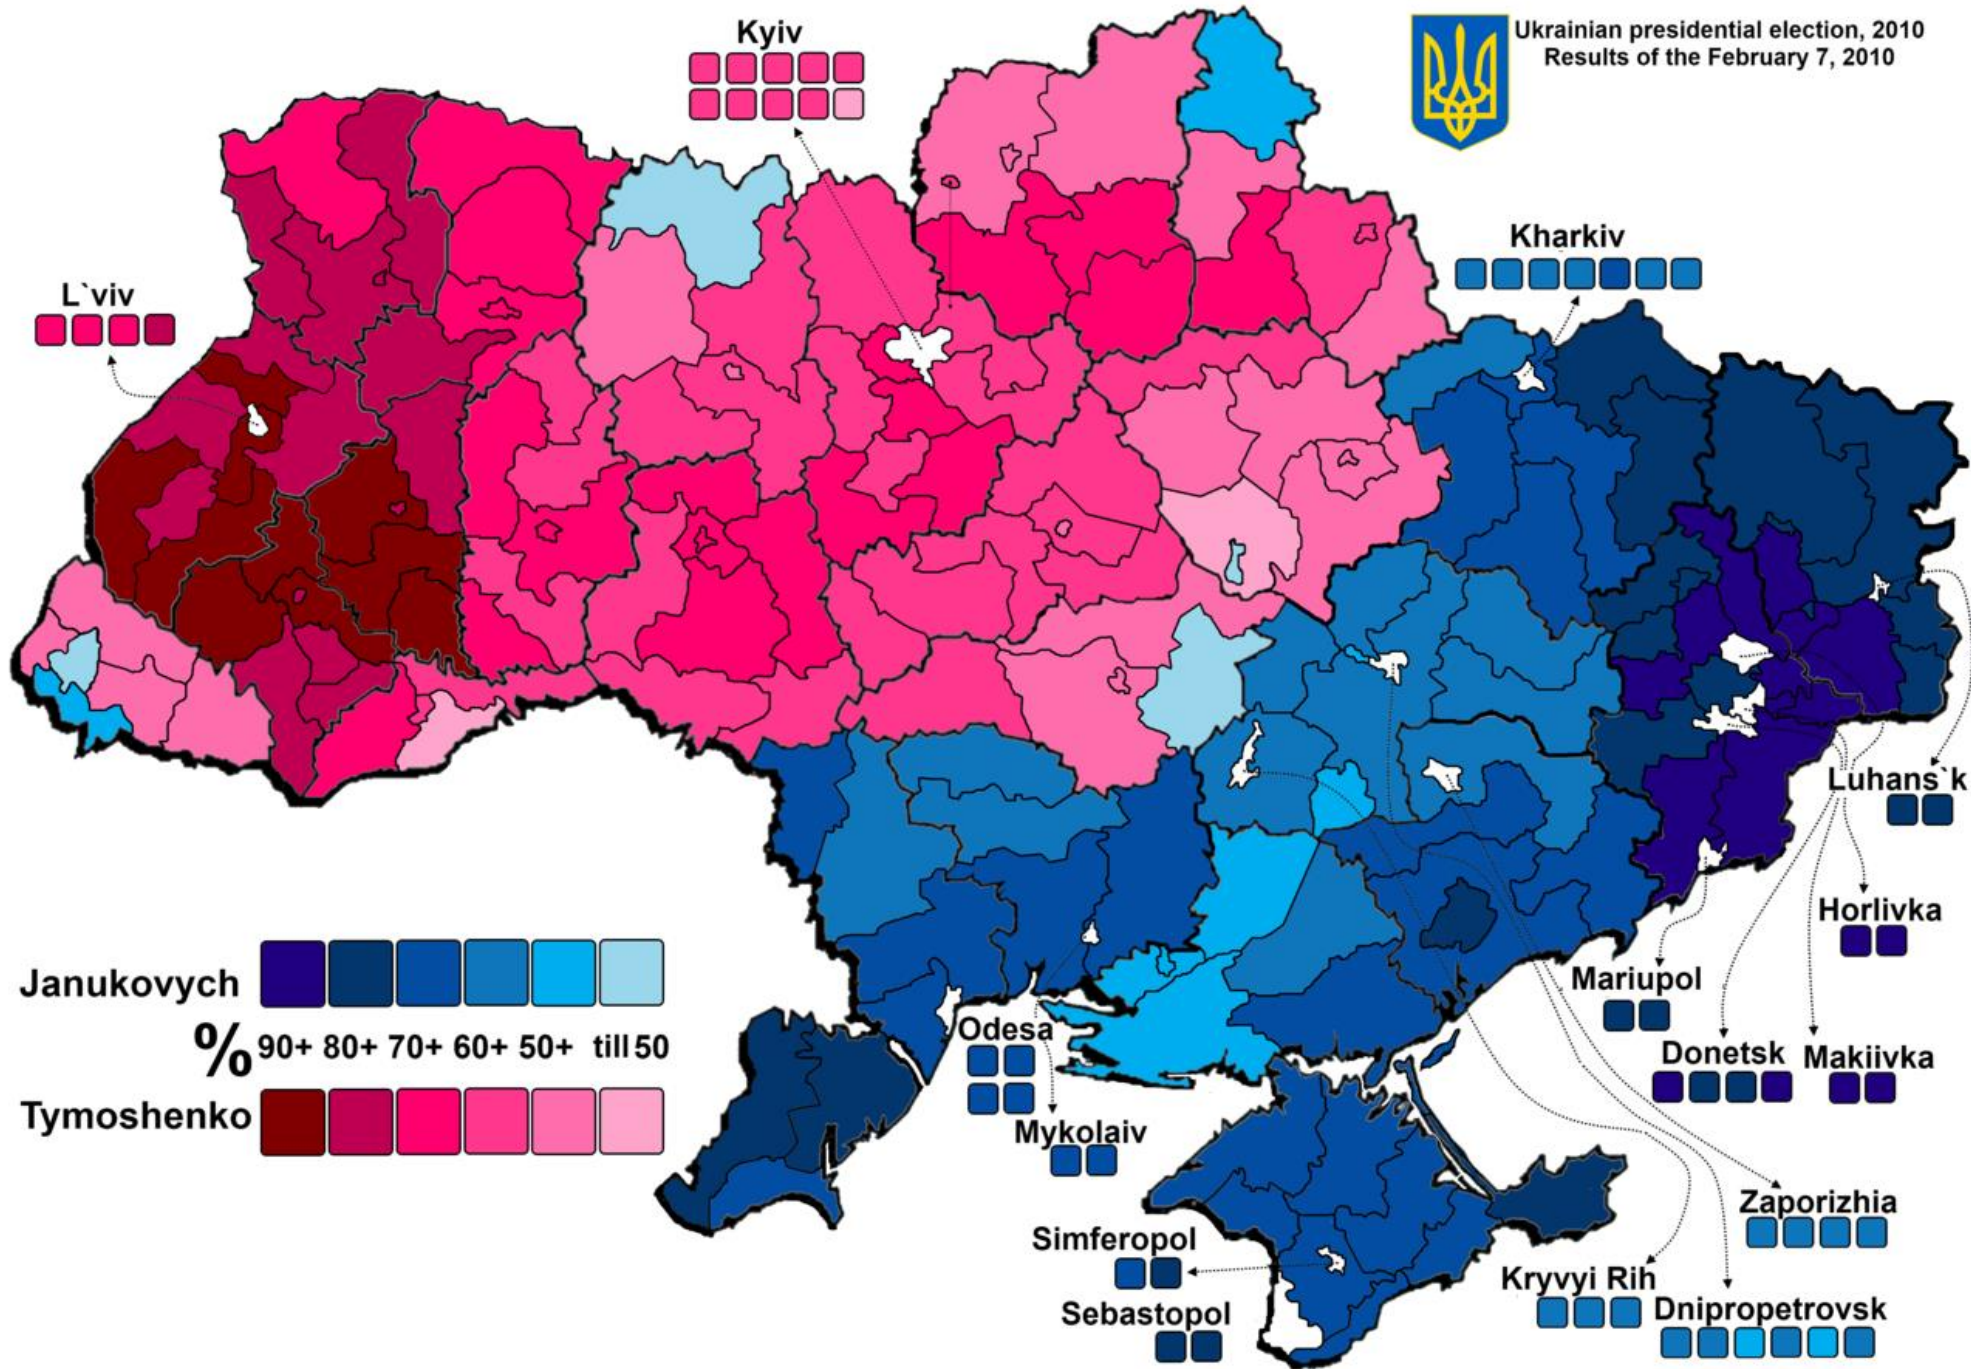 Ukrainian presidential election, 2010
Results of the February 7, 2010
Kyiv
Kharkiv
L`viv
Luhans`k
Horlivka
Mariupol
Donetsk
Makiivka
Janukovych
% 90+ 80+ 70+ 60+ 50+ till 50
Tymoshenko
Odesa
Mykolaiv
Zaporizhia
Simferopol
Kryvyi Rih
Dnipropetrovsk
Sebastopol